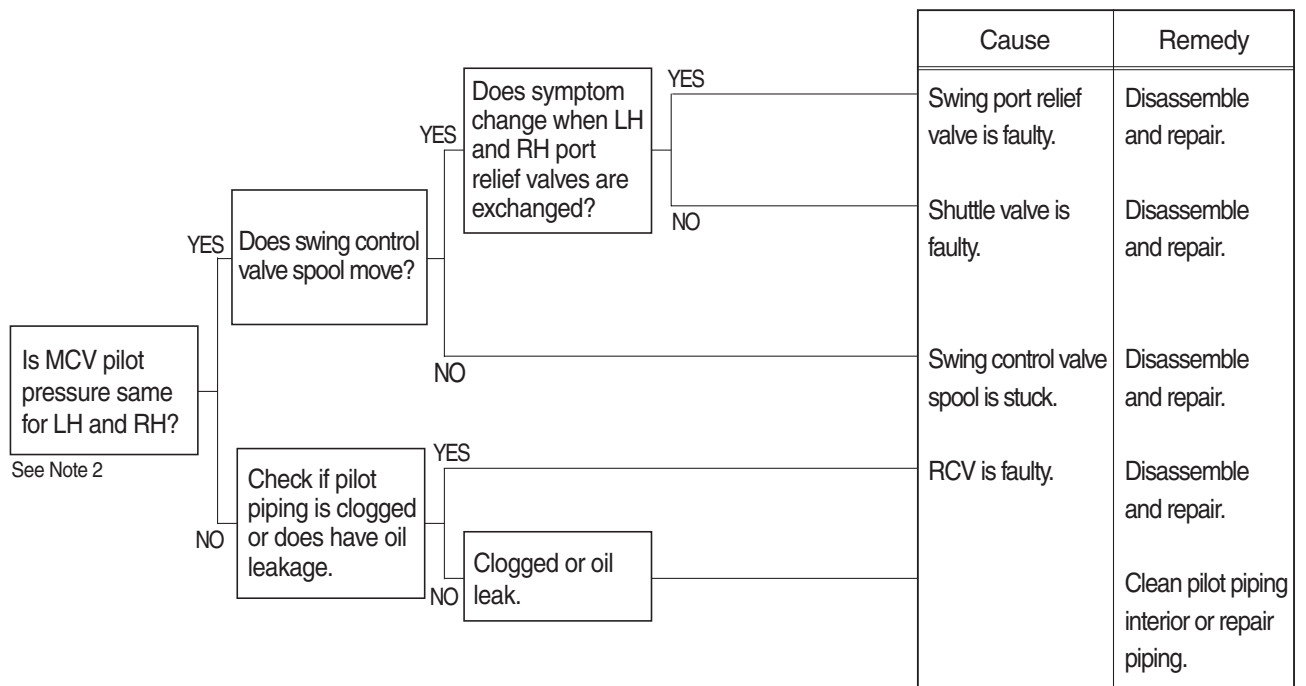 Cause
Remedy
Is MCV pilot
pressure same
for LH and RH?
See Note 2
YES
Does swing control
valve spool move?
YES
Does symptom
change when LH
and RH port
relief valves are
exchanged?
YES
Swing port relief
valve is faulty.
Disassemble
and repair.
NO
Shuttle valve is
faulty.
Disassemble
and repair.
NO
Swing control valve
spool is stuck.
Disassemble
and repair.
NO
Check if pilot
piping is clogged
or does have oil
leakage.
YES
RCV is faulty.
Disassemble
and repair.
NO
Clogged or oil
leak.
Clean pilot piping
interior or repair
piping.